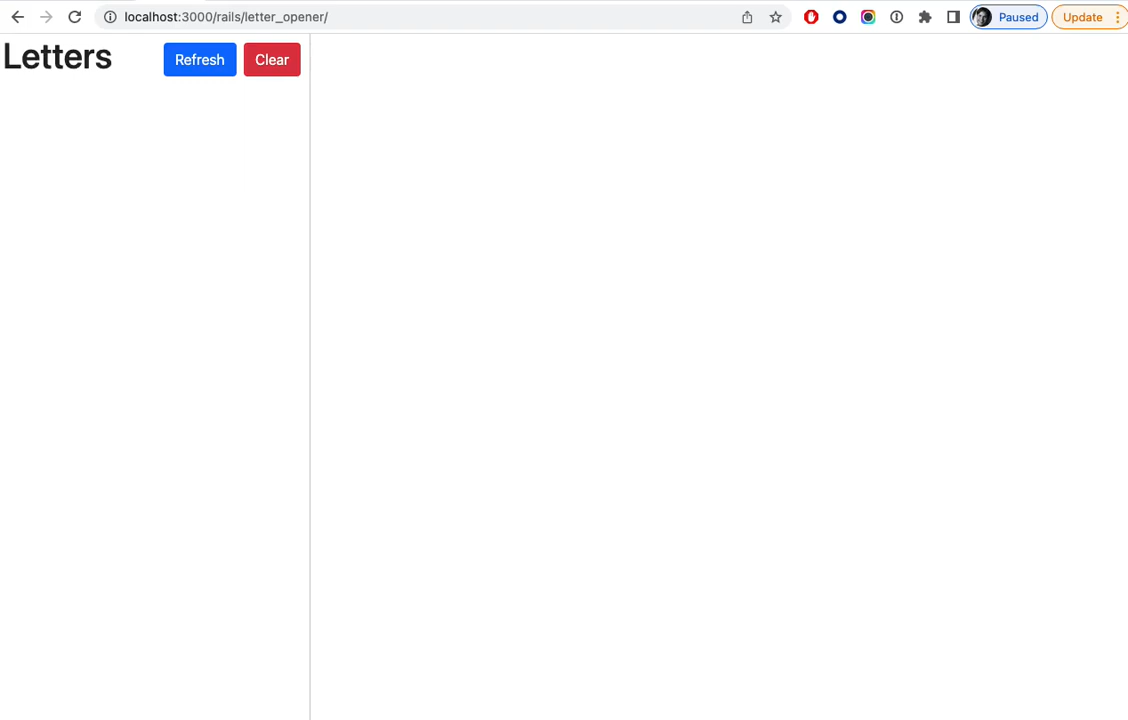 localhost:3000/rails/letter_opener/
Paused
Update
Letters
Refresh
Clear